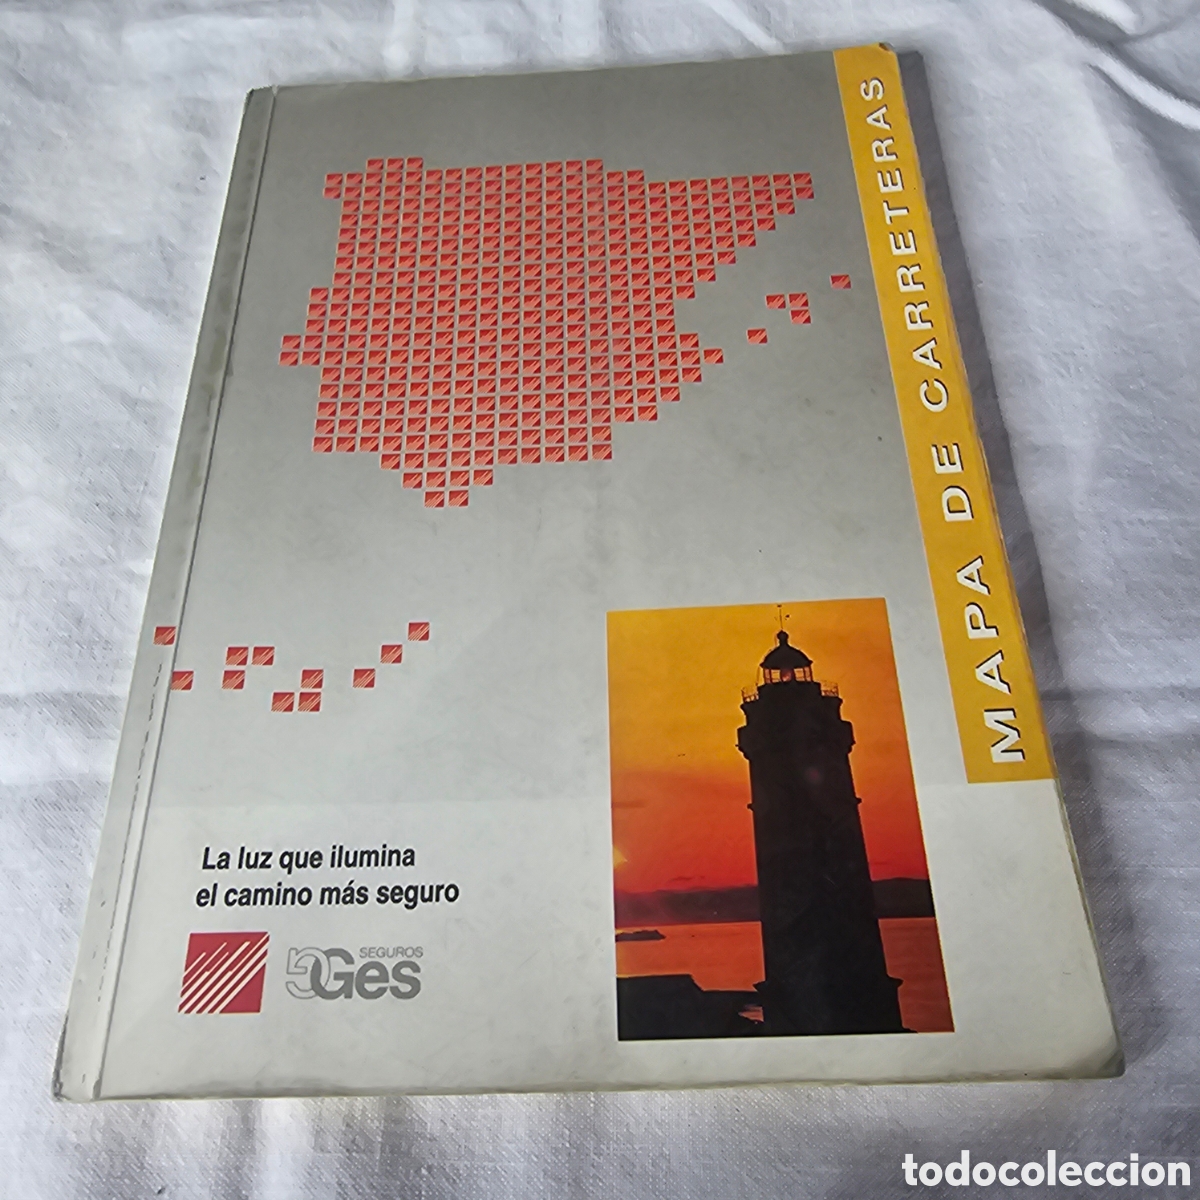 MAPA DE CARRETERAS
La luz que ilumina
el camino más seguro
SEGUROS
Ges
todocoleccion